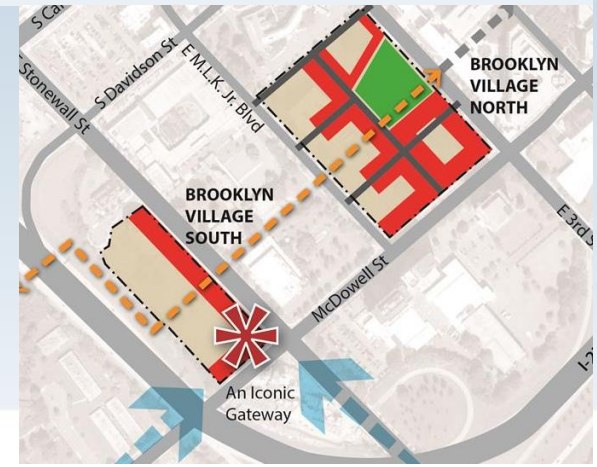 S Ca
S Davidson St
E Stonewall St
E M.L.K. Jr. Blvd
BROOKLYN
VILLAGE
NORTH
BROOKLYN
VILLAGE
SOUTH
E 3rd S
McDowell St
I-2
An Iconic
Gateway